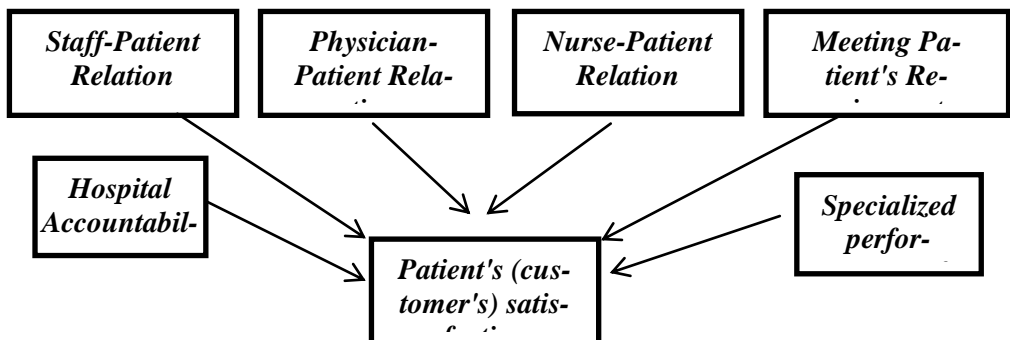 Staff-Patient
Relation
Physician-
Patient Rela-
Nurse-Patient
Relation
Meeting Pa-
tient's Re-
Hospital
Accountabil-
Specialized
perfor-
Patient's (cus-
tomer's) satis-